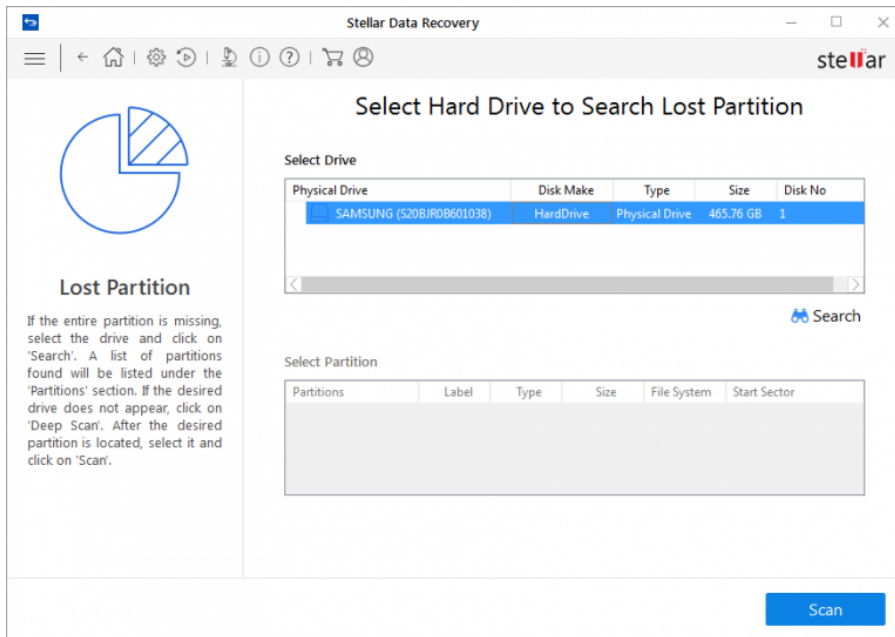 Stellar Data Recovery
stellar
Select Hard Drive to Search Lost Partition
Select Drive
Physical Drive Disk Make Type Size Disk No
SAMSUNG (S20BJR0B601038) HardDrive Physical Drive 465.76 GB 1
Search
Select Partition
Partitions Label Type Size File System Start Sector
Lost Partition
If the entire partition is missing,
select the drive and click on
'Search'. A list of partitions
found will be listed under the
'Partitions' section. If the desired
drive does not appear, click on
'Deep Scan'. After the desired
partition is located, select it and
click on 'Scan'.
Scan